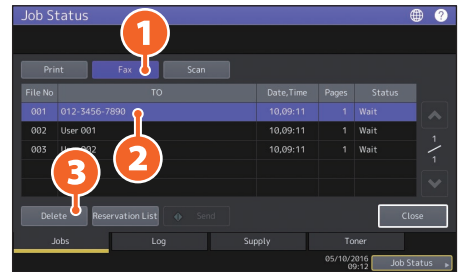 Job Status
?
1
Print Fax Scan
File No TO Date,Time Pages Status
001 012-3456-7890 10,09:11 1 Wait
002 User 001 10,09:11 1 Wait
003 002 10,09:11 1 Wait
2
1
/
1
3
Delete Reservation List Send Close
Jobs Log Supply Toner
05/10/2016
09:12 Job Status